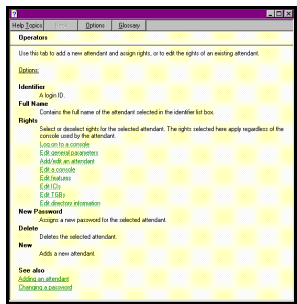 ?
Help Topics Back Options Glossary
Operators
Use this tab to add a new attendant and assign rights, or to edit the rights of an existing attendant.
Options:
Identifier
A login ID.
Full Name
Contains the full name of the attendant selected in the identifier list box.
Rights
Select or deselect rights for the selected attendant. The rights selected here apply regardless of the
console used by the attendant.
Log on to a console
Edit general parameters
Add/edit an attendant
Edit a console
Edit features
Edit ICIs
Edit TGBs
Edit directory information
New Password
Assigns a new password for the selected attendant.
Delete
Deletes the selected attendant.
New
Adds a new attendant.
See also
Adding an attendant
Changing a password